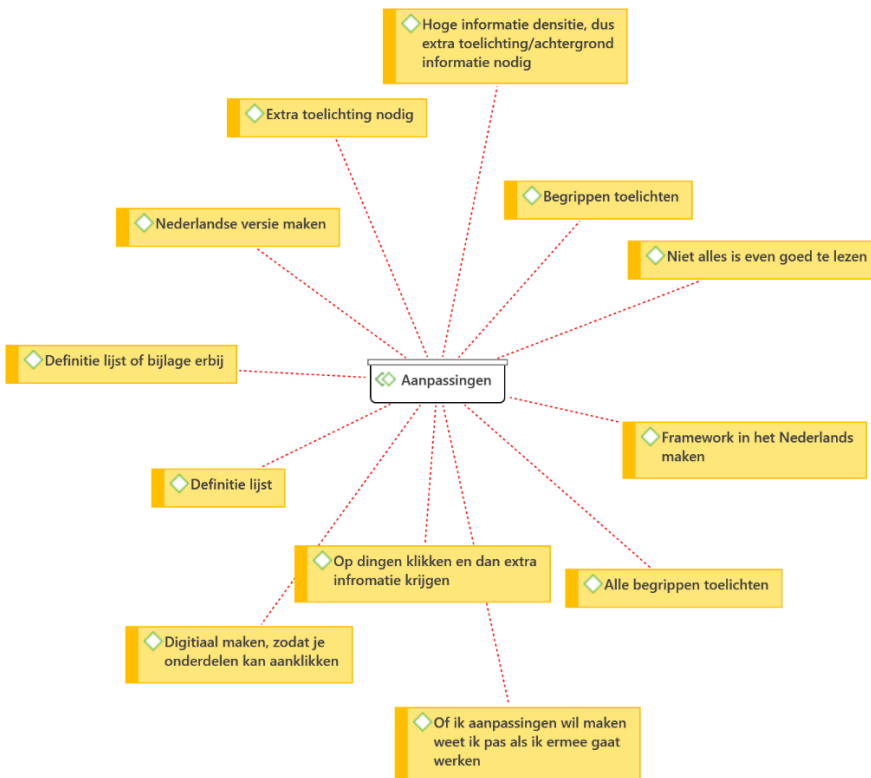 Hoge informatie densitie, dus
extra toelichting/achtergrond
informatie nodig
Extra toelichting nodig
Begrippen toelichten
Nederlandse versie maken
Niet alles is even goed te lezen
Definitie lijst of bijlage erbij
Aanpassingen
Framework in het Nederlands
maken
Definitie lijst
Op dingen klikken en dan extra
infromatie krijgen
Alle begrippen toelichten
Digitiaal maken, zodat je
onderdelen kan aanklikken
Of ik aanpassingen wil maken
weet ik pas als ik ermee gaat
werken